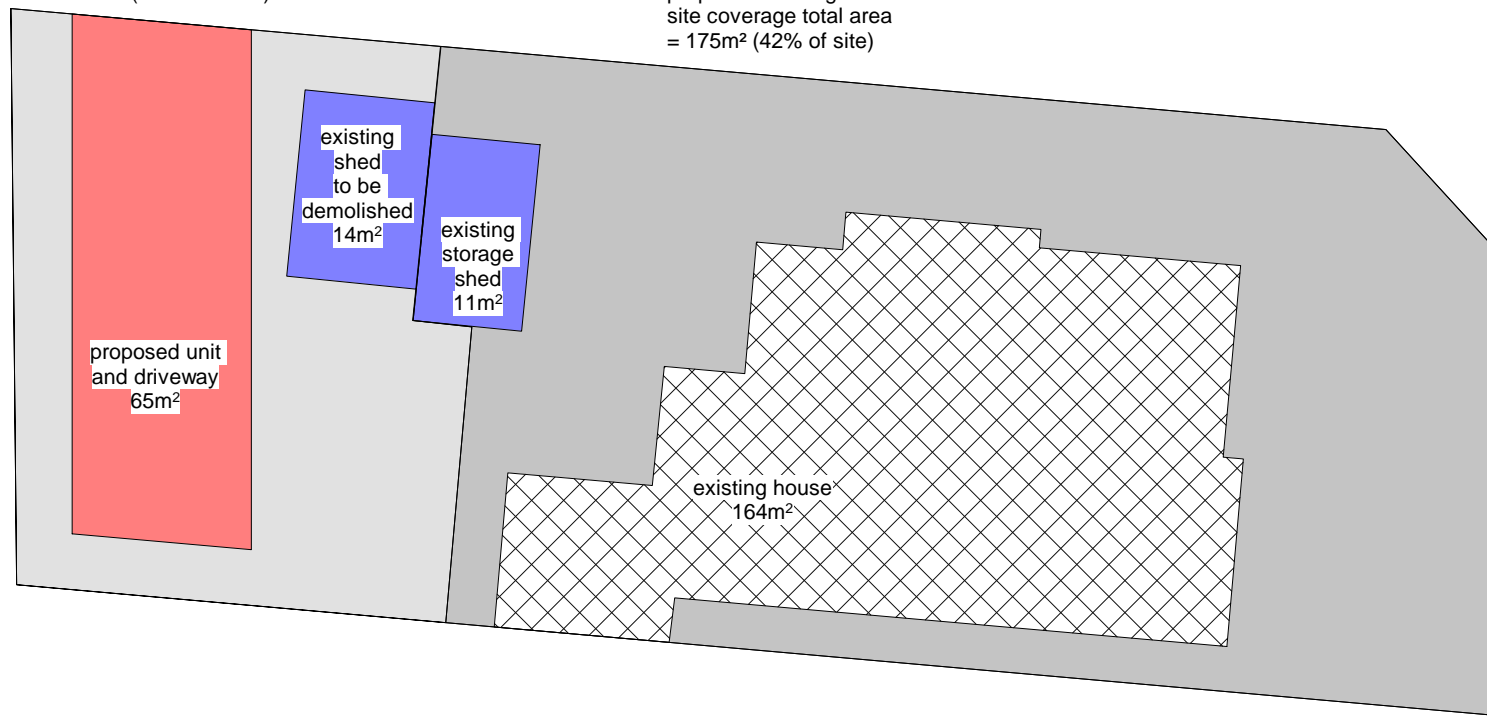 site coverage total area
= 175m² (42% of site)
existing
shed
to be
demolished
14m²
existing
storage
shed
11m²
proposed unit
and driveway
65m²
existing house
164m²